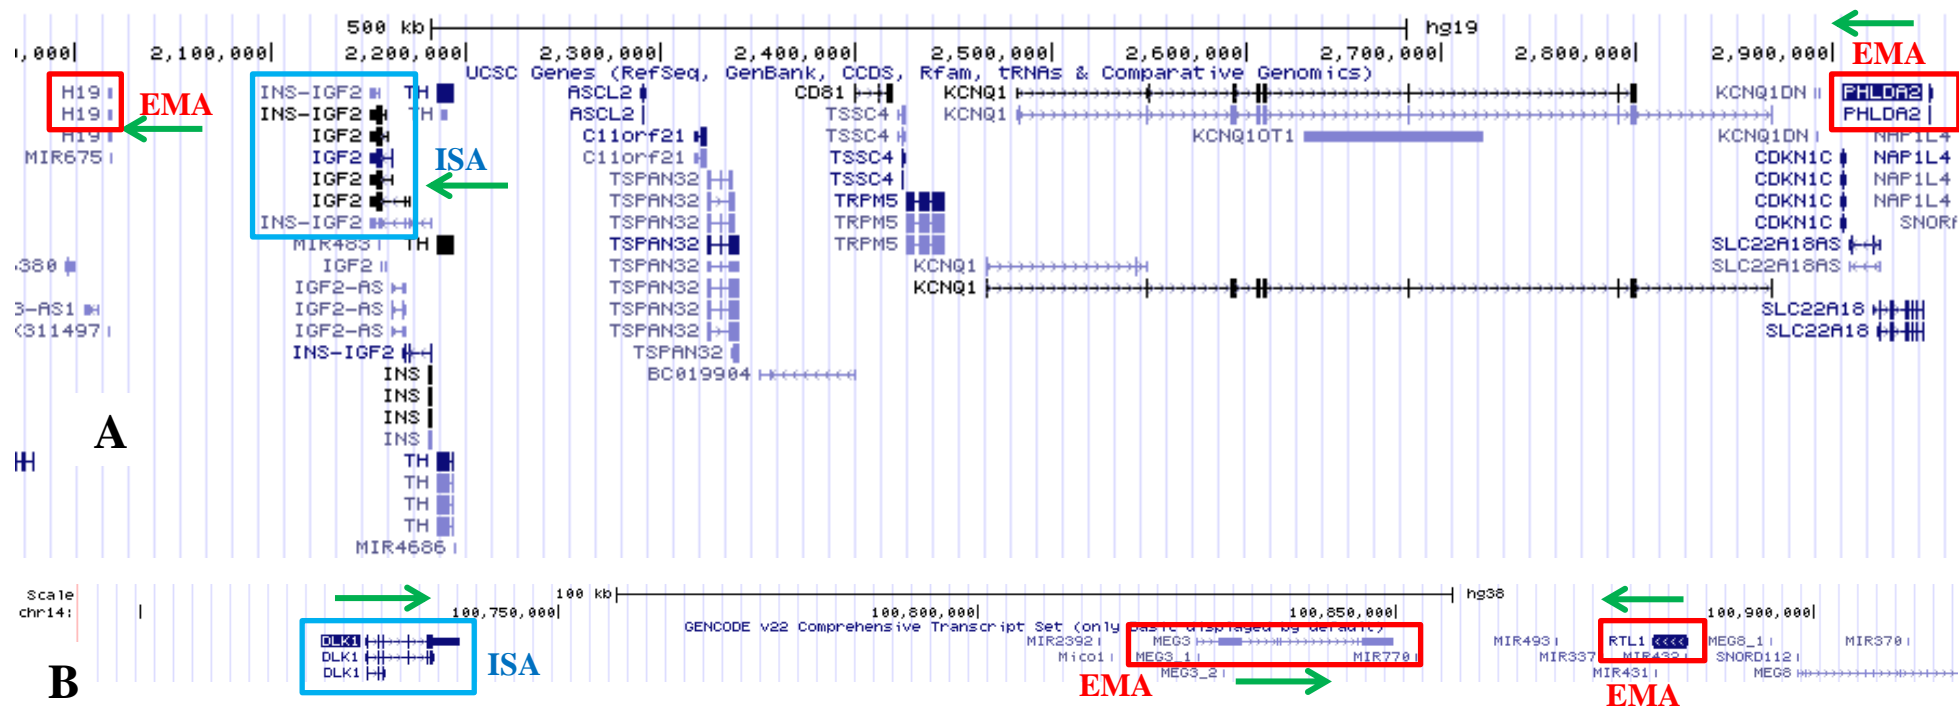 500 kb hg19
,000 2,100,000 2,200,000 2,300,000 2,400,000 2,500,000 2,600,000 2,700,000 2,800,000 2,900,000 EMA
UCSC Genes (RefSeq, GenBank, CCDS, Rfam, tRNAs & Comparative Genomics)
H19 EMA INS-IGF2 TH ASCL2 CD81 KCNQ1 KCNQ1DN PHLDA2
H19 INS-IGF2 TH ASCL2 TSSC4 KCNQ1 PHLDA2
H19 IGF2 C11orf21 TSSC4 KCNQ1OT1 KCNQ1DN NAP1L4
MIR675 IGF2 ISA C11orf21 TSSC4 CDKN1C NAP1L4
IGF2 TSPAN32 TSSC4 CDKN1C NAP1L4
IGF2 TSPAN32 TRPM5 CDKN1C NAP1L4
INS-IGF2 TSPAN32 TRPM5 CDKN1C SNORf
MIR483 TH TSPAN32 TRPM5 SLC22A18AS
380 IGF2 TSPAN32 KCNQ1 SLC22A18AS
IGF2-AS TSPAN32 KCNQ1
3-AS1 IGF2-AS TSPAN32 SLC22A18
311497 IGF2-AS TSPAN32 SLC22A18
INS-IGF2 TSPAN32
INS BC019904
INS
INS
A INS
TH
TH
TH
TH
MIR4686
Scale 100 kb hg38
chr14: 100,750,000 100,800,000 100,850,000 100,900,000
GENCODE v22 Comprehensive Transcript Set (only basic displayed by default)
DLK1 MIR2392 MEG3 MIR493 RTL1 MEG8_1 MIR370
DLK1 ISA Mico1 MEG3_1 MIR770 MIR337 MIR432 SNORD112
B DLK1 MEG3_2 MIR431 MEG8
EMA EMA